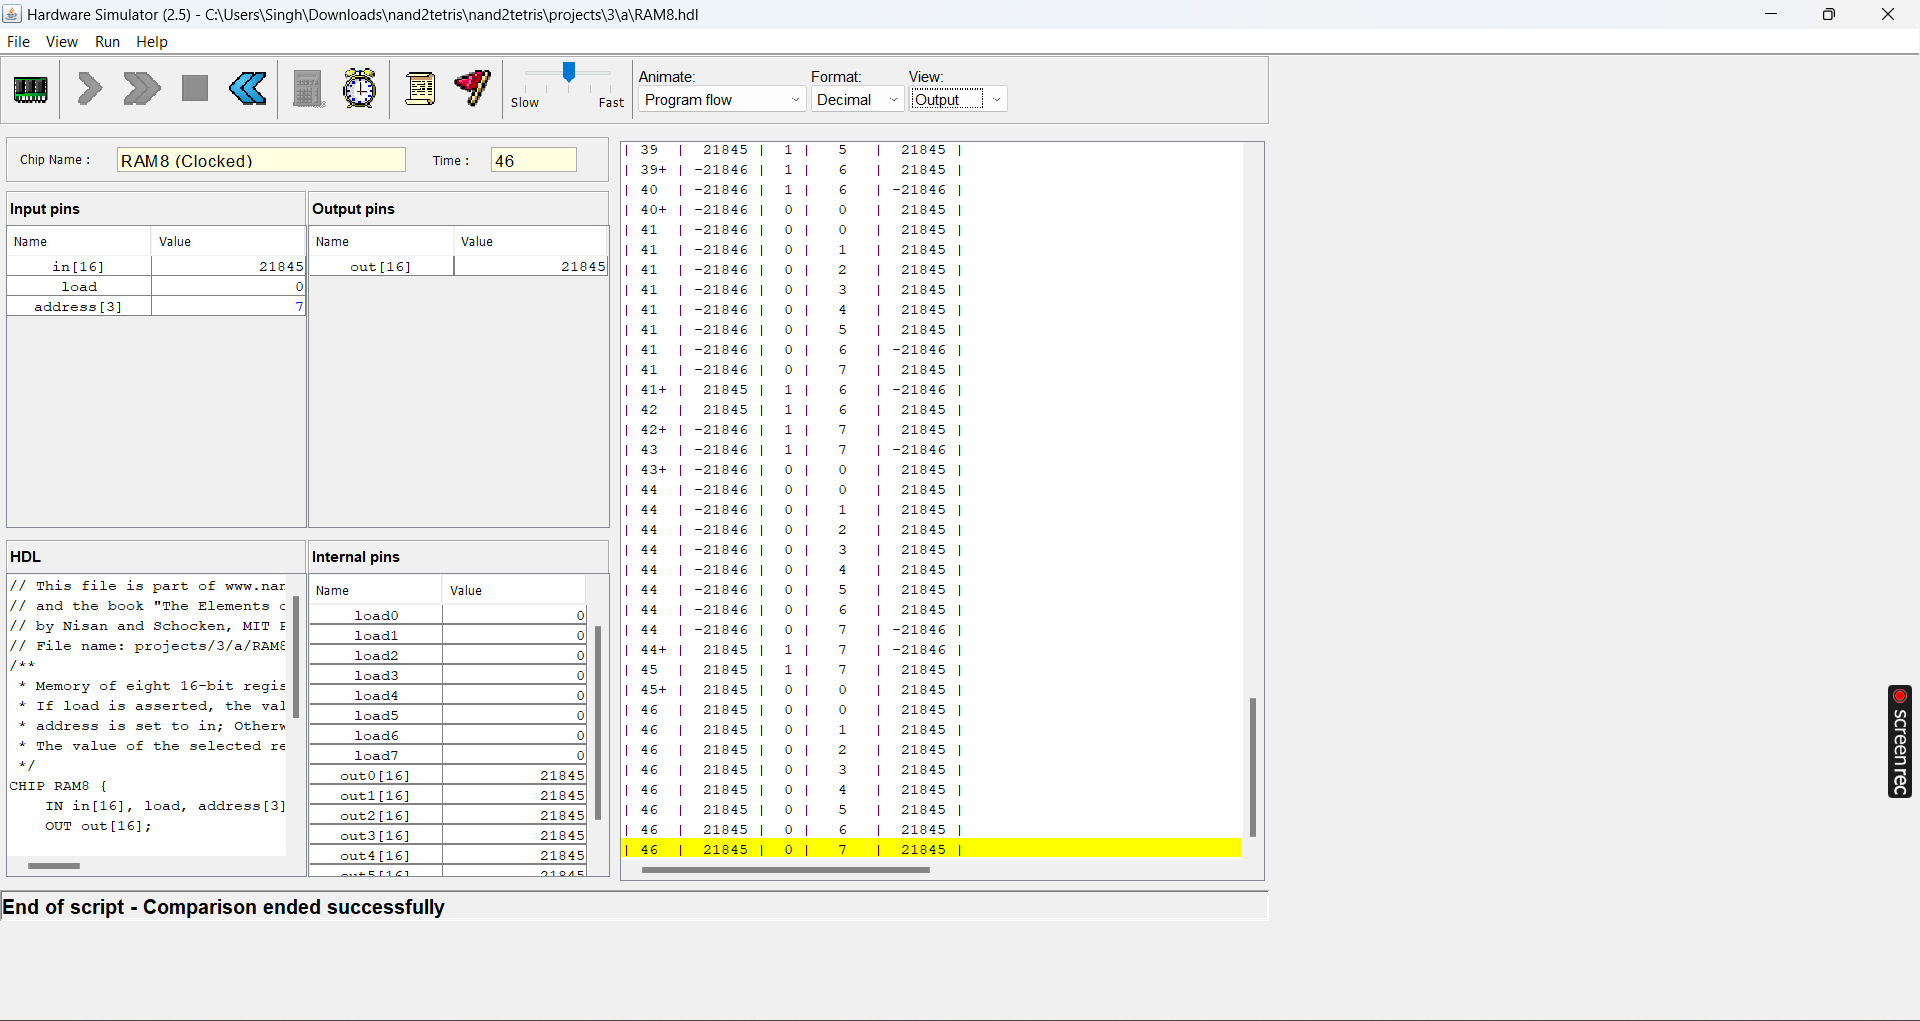 Hardware Simulator (2.5) - C:\Users\Singh\Downloads\nand2tetris\nand2tetris\projects\3\a\RAM8.hdl
File View Run Help
Slow Fast
Animate: Format: View:
Program flow Decimal Output
Chip Name : RAM8 (Clocked) Time : 46
Input pins
Name Value
in[16] 21845
load 0
address[3] 7
Output pins
Name Value
out[16] 21845
HDL
// This file is part of www.nan
// and the book "The Elements o
// by Nisan and Schocken, MIT P
// File name: projects/3/a/RAM8
/**
* Memory of eight 16-bit regis
* If load is asserted, the val
* address is set to in; Otherw
* The value of the selected re
*/
CHIP RAM8 {
IN in[16], load, address[3]
OUT out[16];
Internal pins
Name Value
load0 0
load1 0
load2 0
load3 0
load4 0
load5 0
load6 0
load7 0
out0[16] 21845
out1[16] 21845
out2[16] 21845
out3[16] 21845
out4[16] 21845
out5[16] 21845
| 39 | 21845 | 1 | 5 | 21845 |
| 39+ | -21846 | 1 | 6 | 21845 |
| 40 | -21846 | 1 | 6 | -21846 |
| 40+ | -21846 | 0 | 0 | 21845 |
| 41 | -21846 | 0 | 0 | 21845 |
| 41 | -21846 | 0 | 1 | 21845 |
| 41 | -21846 | 0 | 2 | 21845 |
| 41 | -21846 | 0 | 3 | 21845 |
| 41 | -21846 | 0 | 4 | 21845 |
| 41 | -21846 | 0 | 5 | 21845 |
| 41 | -21846 | 0 | 6 | -21846 |
| 41 | -21846 | 0 | 7 | 21845 |
| 41+ | 21845 | 1 | 6 | -21846 |
| 42 | 21845 | 1 | 6 | 21845 |
| 42+ | -21846 | 1 | 7 | 21845 |
| 43 | -21846 | 1 | 7 | -21846 |
| 43+ | -21846 | 0 | 0 | 21845 |
| 44 | -21846 | 0 | 0 | 21845 |
| 44 | -21846 | 0 | 1 | 21845 |
| 44 | -21846 | 0 | 2 | 21845 |
| 44 | -21846 | 0 | 3 | 21845 |
| 44 | -21846 | 0 | 4 | 21845 |
| 44 | -21846 | 0 | 5 | 21845 |
| 44 | -21846 | 0 | 6 | 21845 |
| 44 | -21846 | 0 | 7 | -21846 |
| 44+ | 21845 | 1 | 7 | -21846 |
| 45 | 21845 | 1 | 7 | 21845 |
| 45+ | 21845 | 0 | 0 | 21845 |
| 46 | 21845 | 0 | 0 | 21845 |
| 46 | 21845 | 0 | 1 | 21845 |
| 46 | 21845 | 0 | 2 | 21845 |
| 46 | 21845 | 0 | 3 | 21845 |
| 46 | 21845 | 0 | 4 | 21845 |
| 46 | 21845 | 0 | 5 | 21845 |
| 46 | 21845 | 0 | 6 | 21845 |
| 46 | 21845 | 0 | 7 | 21845 |
End of script - Comparison ended successfully
screenrec